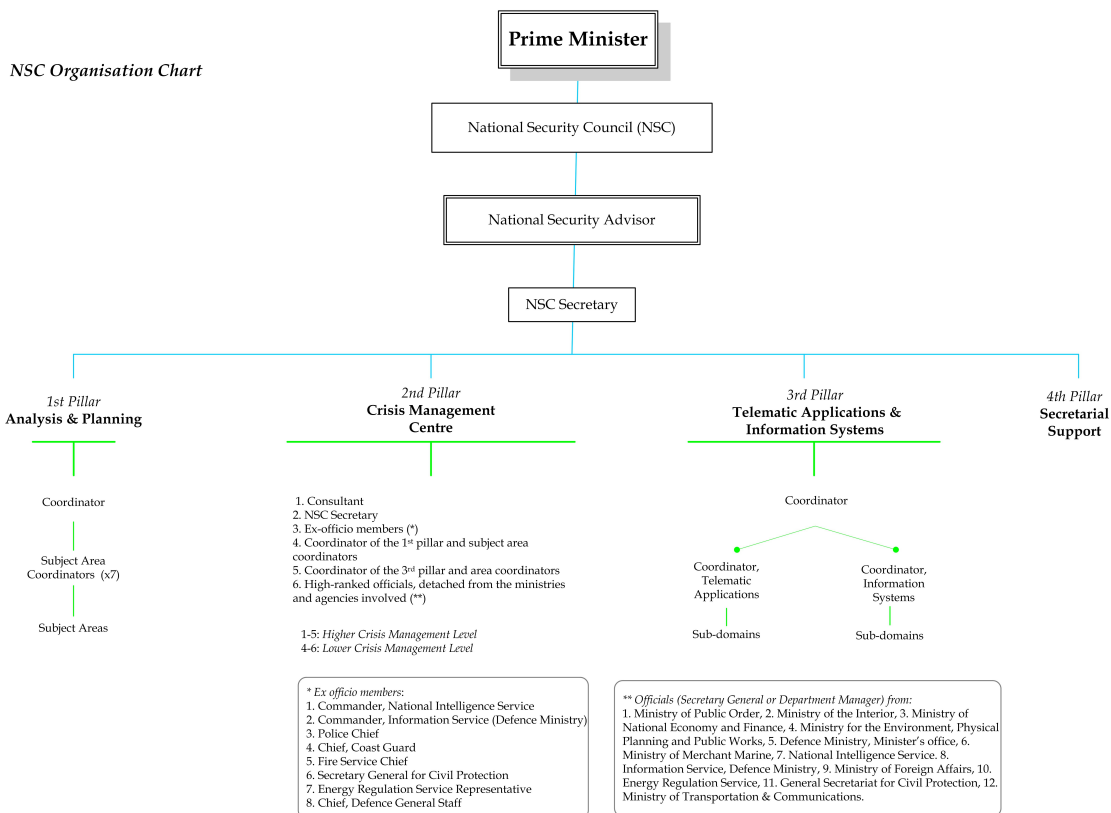 Prime Minister
NSC Organisation Chart
National Security Council (NSC)
National Security Advisor
NSC Secretary
1st Pillar
Analysis & Planning
Coordinator
Subject Area
Coordinators (x7)
Subject Areas
2nd Pillar
Crisis Management
Centre
1. Consultant
2. NSC Secretary
3. Ex-officio members (*)
4. Coordinator of the 1st pillar and subject area
coordinators
5. Coordinator of the 3rd pillar and area coordinators
6. High-ranked officials, detached from the ministries
and agencies involved (**)
1-5: Higher Crisis Management Level
4-6: Lower Crisis Management Level
* Ex officio members:
1. Commander, National Intelligence Service
2. Commander, Information Service (Defence Ministry)
3. Police Chief
4. Chief, Coast Guard
5. Fire Service Chief
6. Secretary General for Civil Protection
7. Energy Regulation Service Representative
8. Chief, Defence General Staff
3rd Pillar
Telematic Applications &
Information Systems
Coordinator
Coordinator,
Telematic
Applications
Sub-domains
Coordinator,
Information
Systems
Sub-domains
** Officials (Secretary General or Department Manager) from:
1. Ministry of Public Order, 2. Ministry of the Interior, 3. Ministry of
National Economy and Finance, 4. Ministry for the Environment, Physical
Planning and Public Works, 5. Defence Ministry, Minister's office, 6.
Ministry of Merchant Marine, 7. National Intelligence Service. 8.
Information Service, Defence Ministry, 9. Ministry of Foreign Affairs, 10.
Energy Regulation Service, 11. General Secretariat for Civil Protection, 12.
Ministry of Transportation & Communications.
4th Pillar
Secretarial
Support